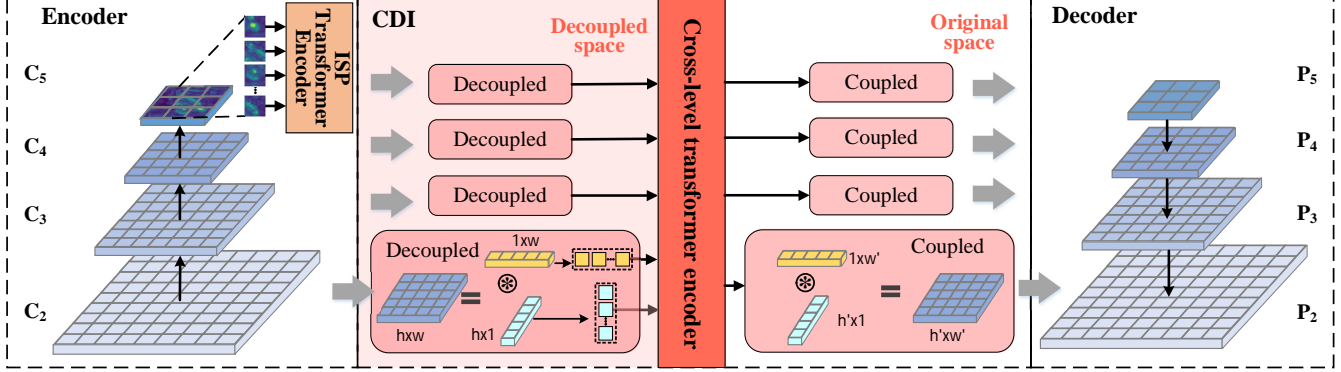 Encoder
ISP
Transformer
Encoder
C5
C4
C3
C2
CDI
Decoupled
space
Decoupled
Decoupled
Decoupled
Decoupled
1xw
=
⊛
hxw
hx1
Cross-level transformer encoder
Original
space
Coupled
Coupled
Coupled
Coupled
1xw'
⊛
=
h'x1
h'xw'
Decoder
P5
P4
P3
P2